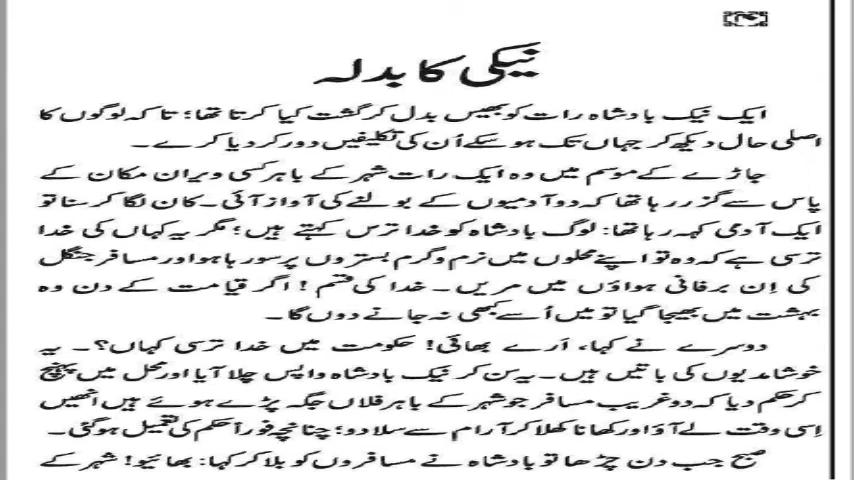 نیکی کا بدلہ
ایک نیک بادشاہ رات کو بھیس بدل کر گشت کیا کرتا تھا؛ تاکہ لوگوں کا
اصلی حال دیکھ کر جہاں تک ہو سکے اُن کی تکلیفیں دور کر دیا کرے۔
جاڑے کے موسم میں وہ ایک رات شہر کے باہر کسی ویران مکان کے
پاس سے گزر رہا تھا کہ دو آدمیوں کے بولنے کی آواز آئی۔ کان لگا کر سنا تو
ایک آدمی کہہ رہا تھا: لوگ بادشاہ کو خدا ترس کہتے ہیں؛ مگر یہ کہاں کی خدا
ترسی ہے کہ وہ تو اپنے محلوں میں نرم وگرم بستروں پر سو رہا ہو اور مسافر جنگل
کی اِن برفانی ہواؤں میں مریں۔ خدا کی قسم! اگر قیامت کے دن وہ
بہشت میں بھیجا گیا تو میں اُسے کبھی نہ جانے دوں گا۔
دوسرے نے کہا، اَرے بھائی! حکومت میں خدا ترسی کہاں؟۔ یہ
خوشامدیوں کی باتیں ہیں۔ یہ سن کر نیک بادشاہ واپس چلا آیا اور محل میں پہنچ
کر حکم دیا کہ دو غریب مسافر جو شہر کے باہر فلاں جگہ پڑے ہوئے ہیں انھیں
اِسی وقت لے آؤ اور کھانا کھلا کر آرام سے سلا دو؛ چنانچہ فوراً حکم کی تعمیل ہوگئی۔
صبح جب دن چڑھا تو بادشاہ نے مسافروں کو بلا کر کہا: بھائیو! شہر کے